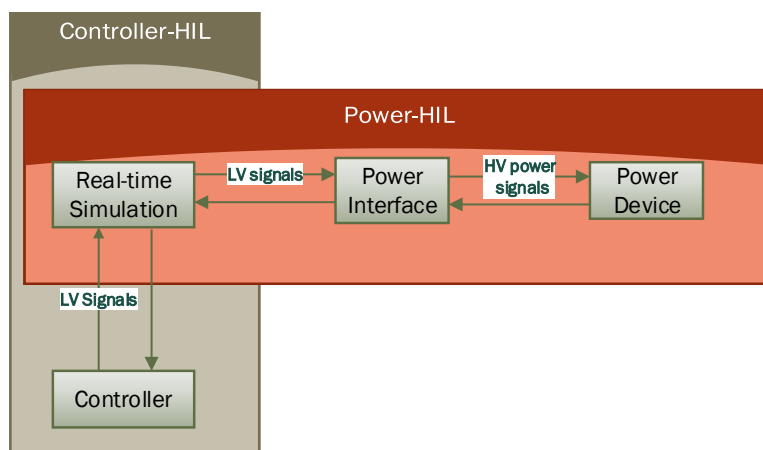 Controller-HIL
Power-HIL
Real-time
Simulation
LV signals
Power
Interface
HV power
signals
Power
Device
LV Signals
Controller